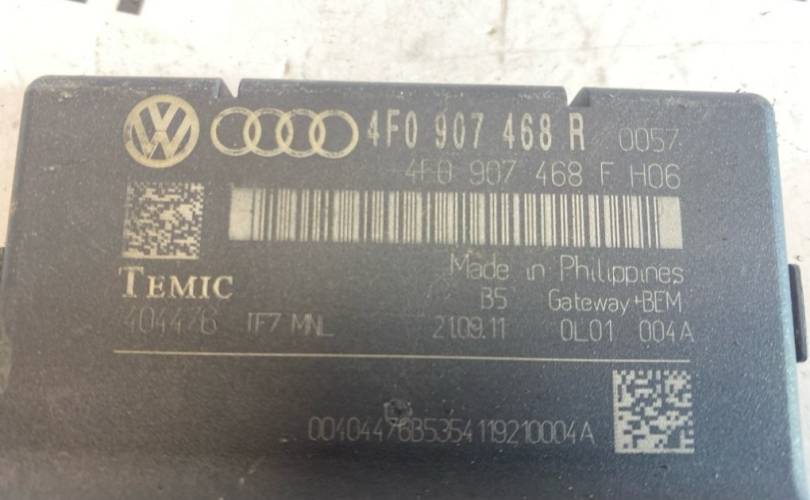 4F0 907 468 R 0057
4F0 907 468 F H06
Made in Philippines
TEMIC B5 Gateway+BEM
404476 IF7 MNL 21.09.11 0L01 004A
00404476B5354119210004A